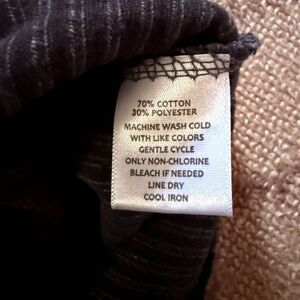 70% COTTON
30% POLYESTER
MACHINE WASH COLD
WITH LIKE COLORS
GENTLE CYCLE
ONLY NON-CHLORINE
BLEACH IF NEEDED
LINE DRY
COOL IRON